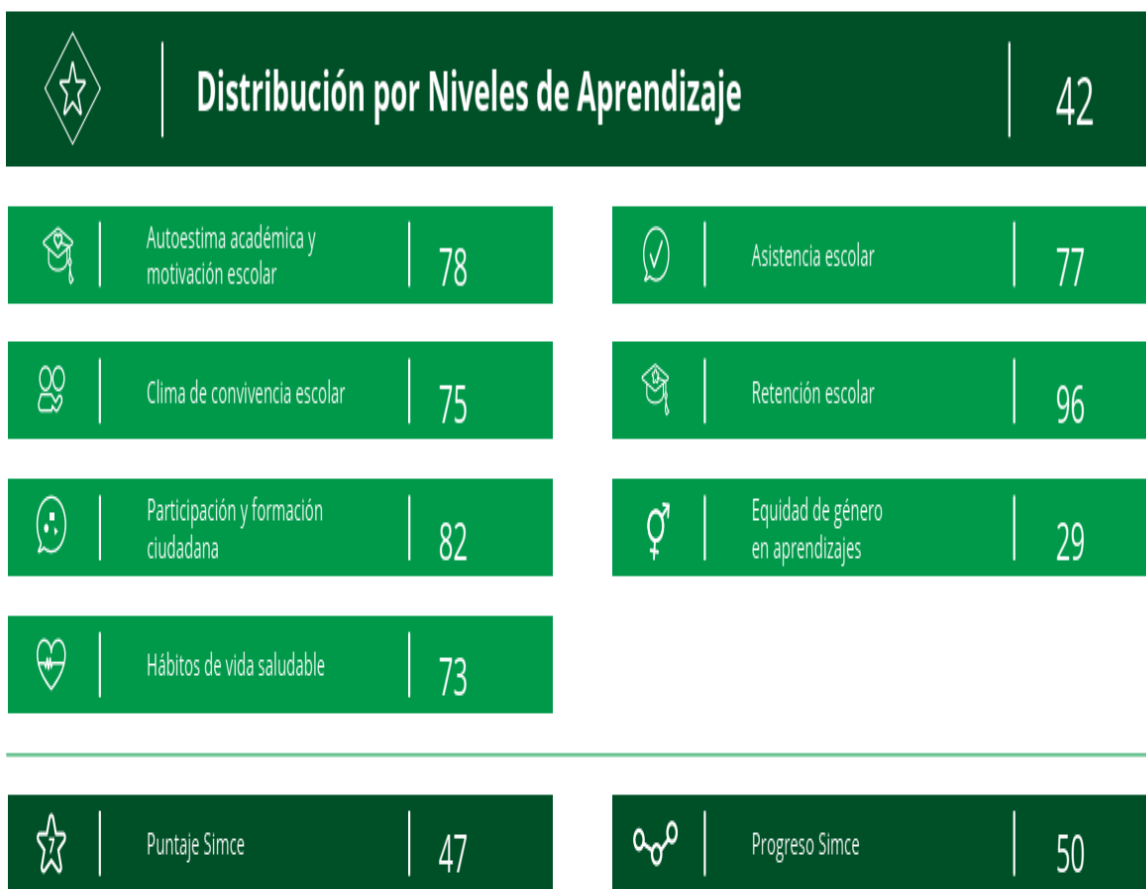 Distribución por Niveles de Aprendizaje 42
Autoestima académica y
motivación escolar 78
Asistencia escolar 77
Clima de convivencia escolar 75
Retención escolar 96
Participación y formación
ciudadana 82
Equidad de género
en aprendizajes 29
Hábitos de vida saludable 73
7 Puntaje Simce 47
Progreso Simce 50